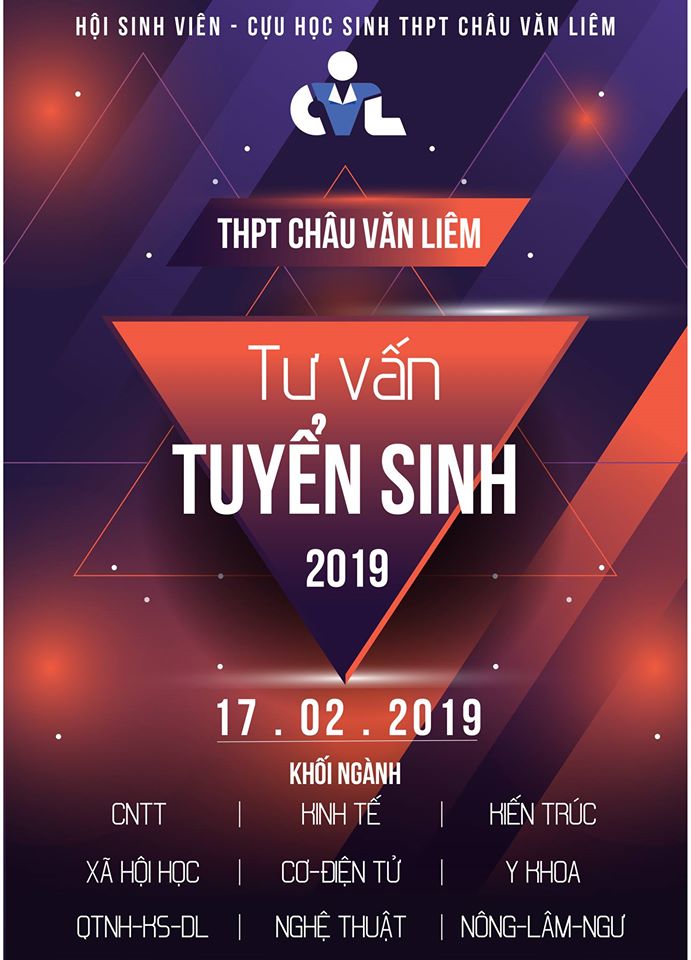 HỘI SINH VIÊN - CỰU HỌC SINH THPT CHÂU VĂN LIÊM
CVL
THPT CHÂU VĂN LIÊM
Tư vấn
TUYỂN SINH
2019
17 . 02 . 2019
KHỐI NGÀNH
CNTT | KINH TẾ | KIẾN TRÚC
XÃ HỘI HỌC | CƠ-ĐIỆN TỬ | Y KHOA
QTNH-KS-DL | NGHỆ THUẬT | NÔNG-LÂM-NGƯ